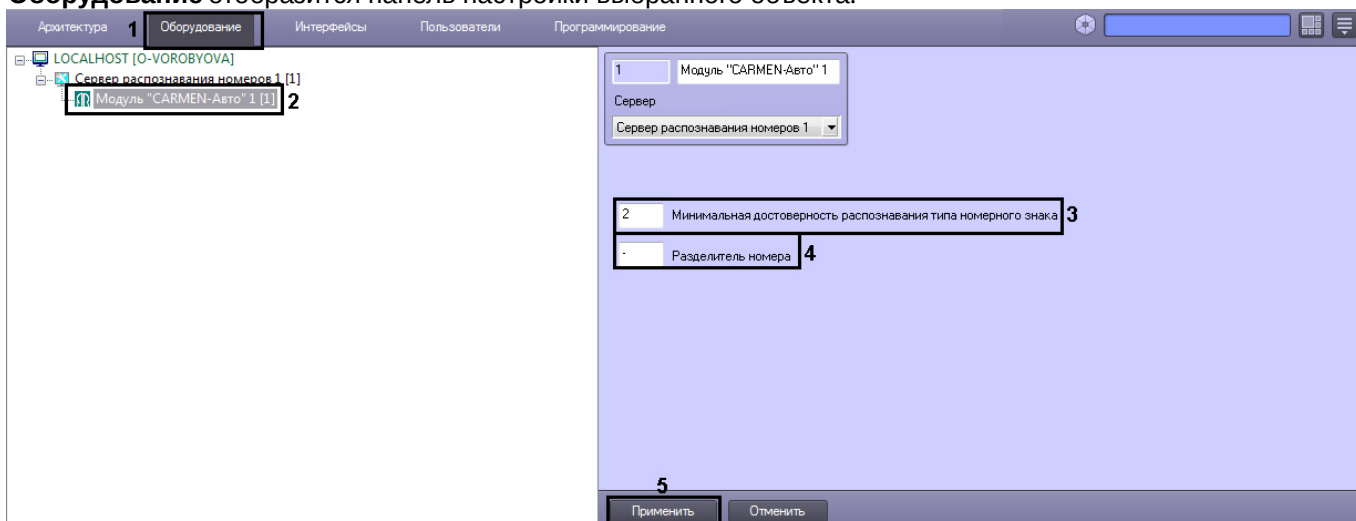 Оборудование отобразится панель настройки выбранного объекта.
Архитектура 1 Оборудование Интерфейсы Пользователи Программирование
LOCALHOST [O-VOROBYOVA]
Сервер распознавания номеров 1 [1]
Модуль "CARMEN-Авто" 1 [1] 2
1 Модуль "CARMEN-Авто" 1
Сервер
Сервер распознавания номеров 1
2 Минимальная достоверность распознавания типа номерного знака 3
- Разделитель номера 4
5
Применить Отменить